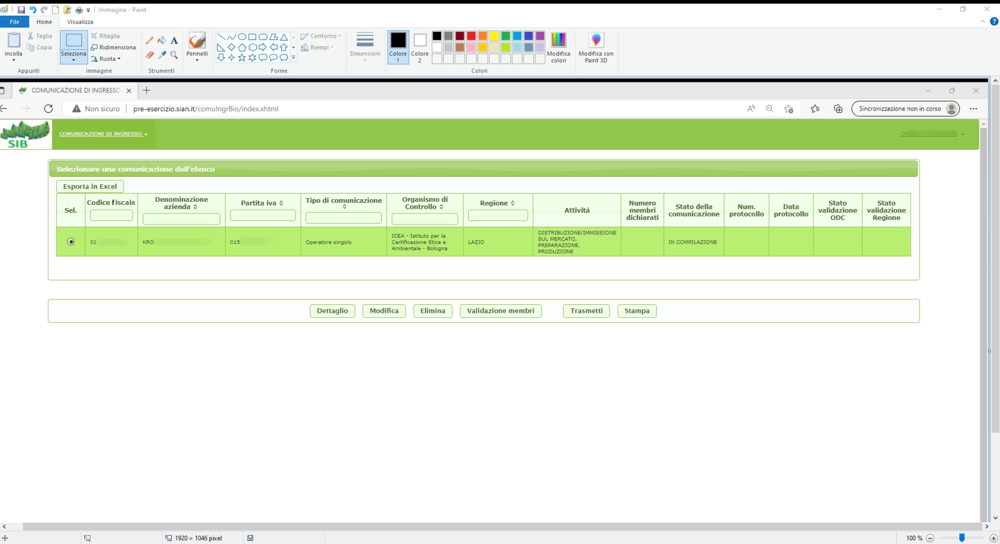 Immagine - Paint
File Home Visualizza
Incolla Taglia Copia Appunti
Seleziona Ritaglia Ridimensiona Ruota Immagine
Strumenti
Pennelli
Contorno Riempi Forme
Dimensioni
Colore 1 Colore 2 Modifica colori Colori
Modifica con Paint 3D
COMUNICAZIONE DI INGRESSO
Non sicuro pre-esercizio.sian.it/comuIngrBio/index.xhtml Sincronizzazione non in corso
SIB COMUNICAZIONI DI INGRESSO CN
Selezionare una comunicazione dall'elenco
Esporta in Excel
Sel. Codice fiscale Denominazione azienda Partita iva Tipo di comunicazione Organismo di Controllo Regione Attività Numero membri dichiarati Stato della comunicazione Num. protocollo Data protocollo Stato validazione ODC Stato validazione Regione
01 KRO 015 Operatore singolo ICEA - Istituto per la Certificazione Etica e Ambientale - Bologna LAZIO DISTRIBUZIONE/IMMISSIONE SUL MERCATO, PREPARAZIONE, PRODUZIONE IN COMPILAZIONE
Dettaglio Modifica Elimina Validazione membri Trasmetti Stampa
1920 × 1046 pixel 100 %